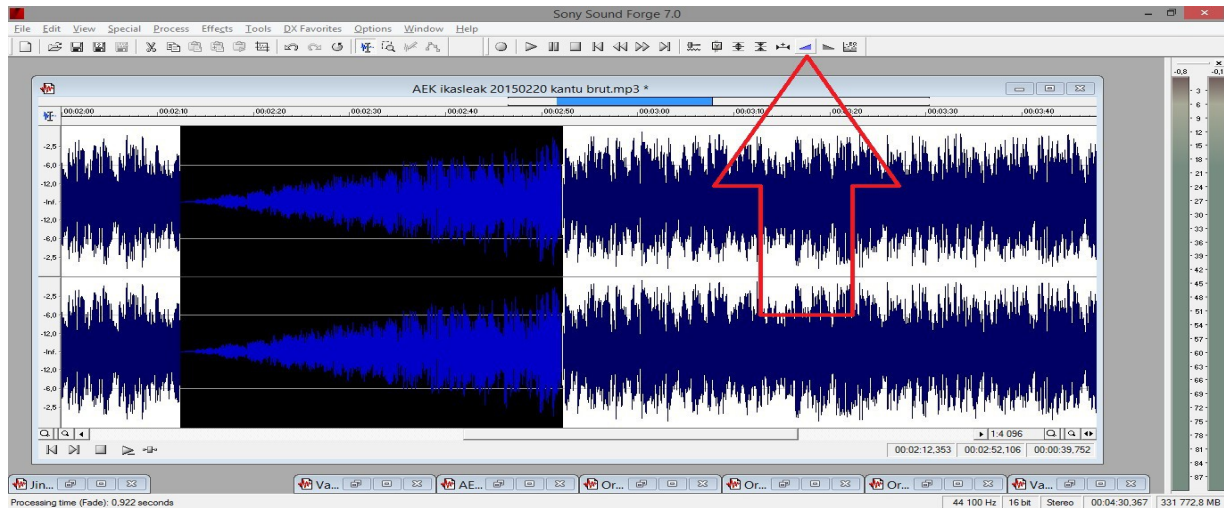 Sony Sound Forge 7.0
File Edit View Special Process Effects Tools DX Favorites Options Window Help
AEK ikasleak 20150220 kantu brut.mp3 *
,00:02:00 ,00:02:10 ,00:02:20 ,00:02:30 ,00:02:40 ,00:02:50 ,00:03:00 ,00:03:10 ,00:03:20 ,00:03:30 ,00:03:40
-2,5
-6,0
-12,0
-Inf.
-12,0
-6,0
-2,5
-2,5
-6,0
-12,0
-Inf.
-12,0
-6,0
-2,5
-0,8 -0,1
- 3 -
- 6 -
- 9 -
- 12 -
- 15 -
- 18 -
- 21 -
- 24 -
- 27 -
- 30 -
- 33 -
- 36 -
- 39 -
- 42 -
- 45 -
- 48 -
- 51 -
- 54 -
- 57 -
- 60 -
- 63 -
- 66 -
- 69 -
- 72 -
- 75 -
- 78 -
- 81 -
- 84 -
- 87 -
1:4 096
00:02:12,353 00:02:52,106 00:00:39,752
Jin... Va... AE... Or... Or... Or... Va...
Processing time (Fade): 0,922 seconds 44 100 Hz 16 bit Stereo 00:04:30,367 331 772,8 MB